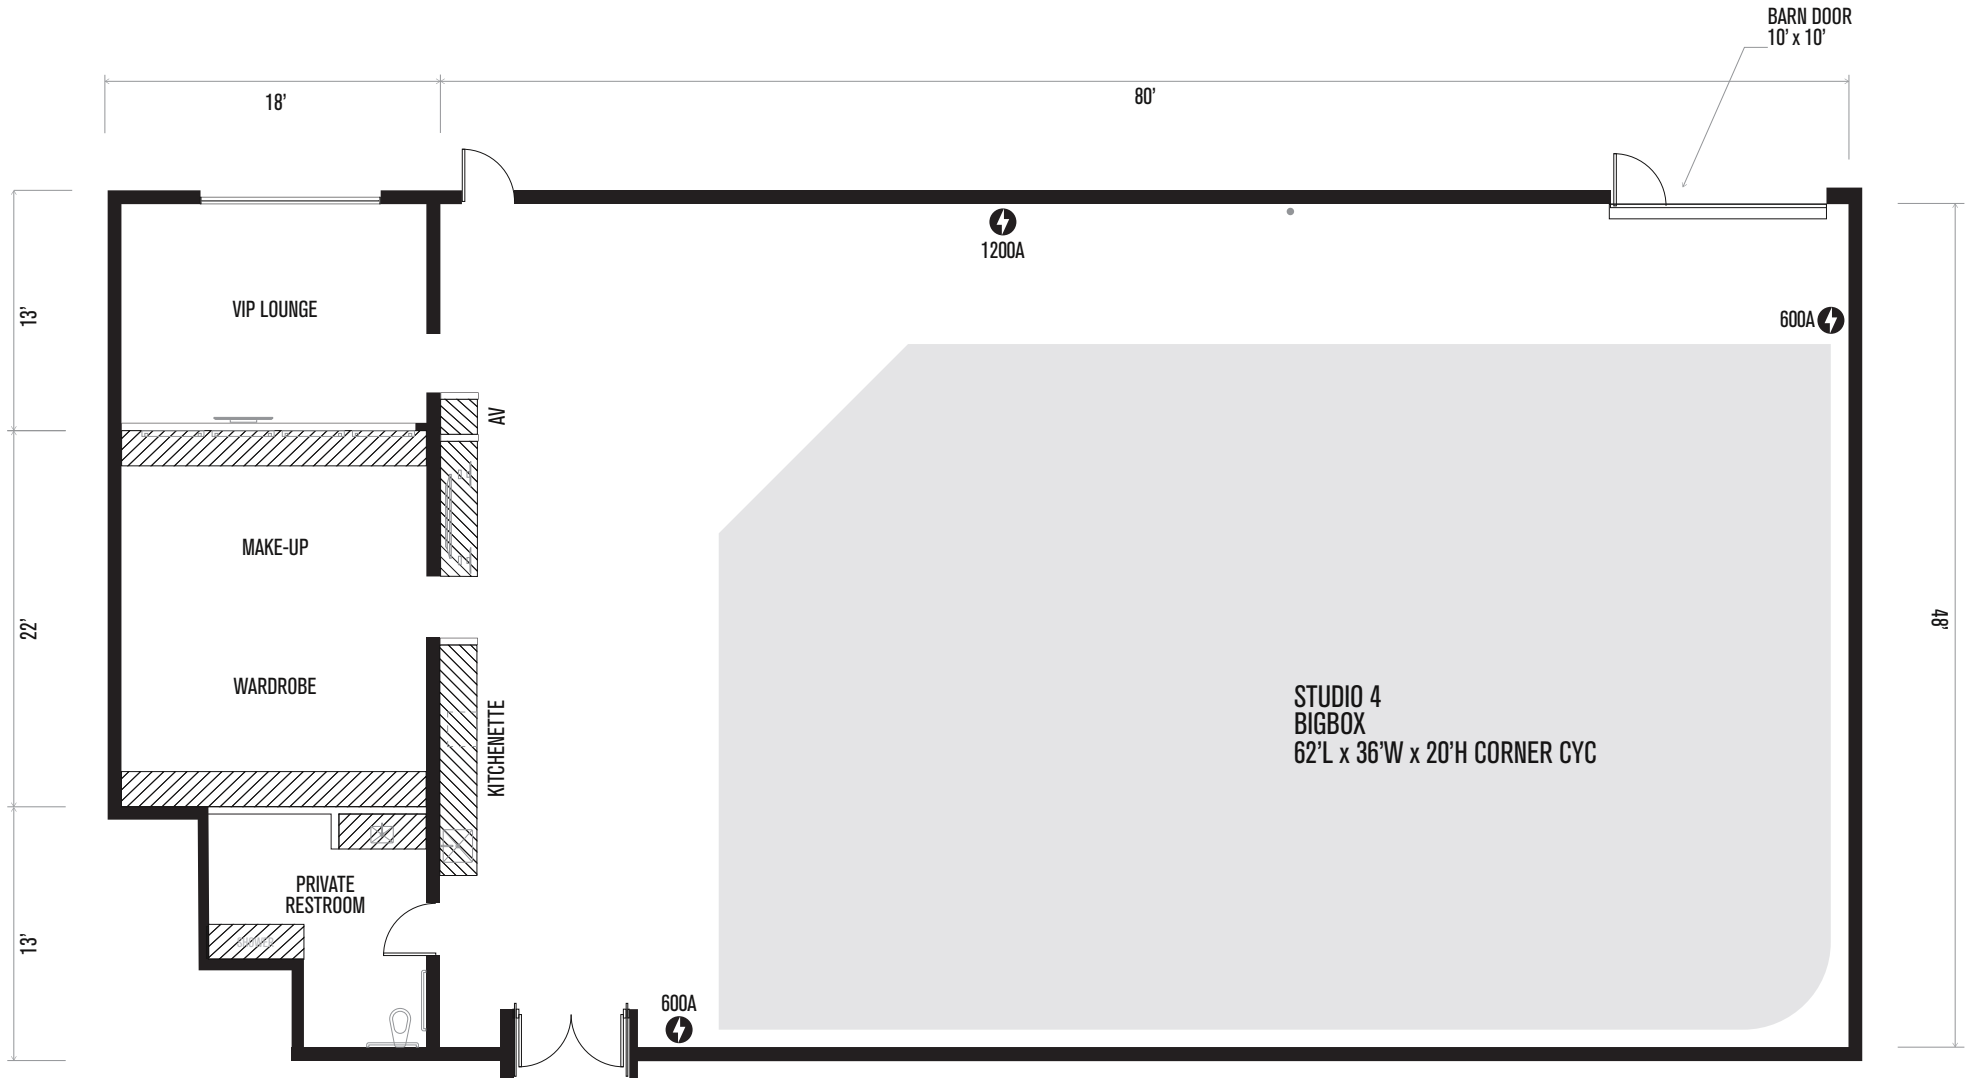 BARN DOOR
10' x 10'
18’
80’
1200A
13’
VIP LOUNGE
600A
AV
MAKE-UP
22’
48’
WARDROBE
STUDIO 4
BIGBOX
62’L x 36’W x 20’H CORNER CYC
KITCHENETTE
PRIVATE
RESTROOM
13’
SHOWER
600A